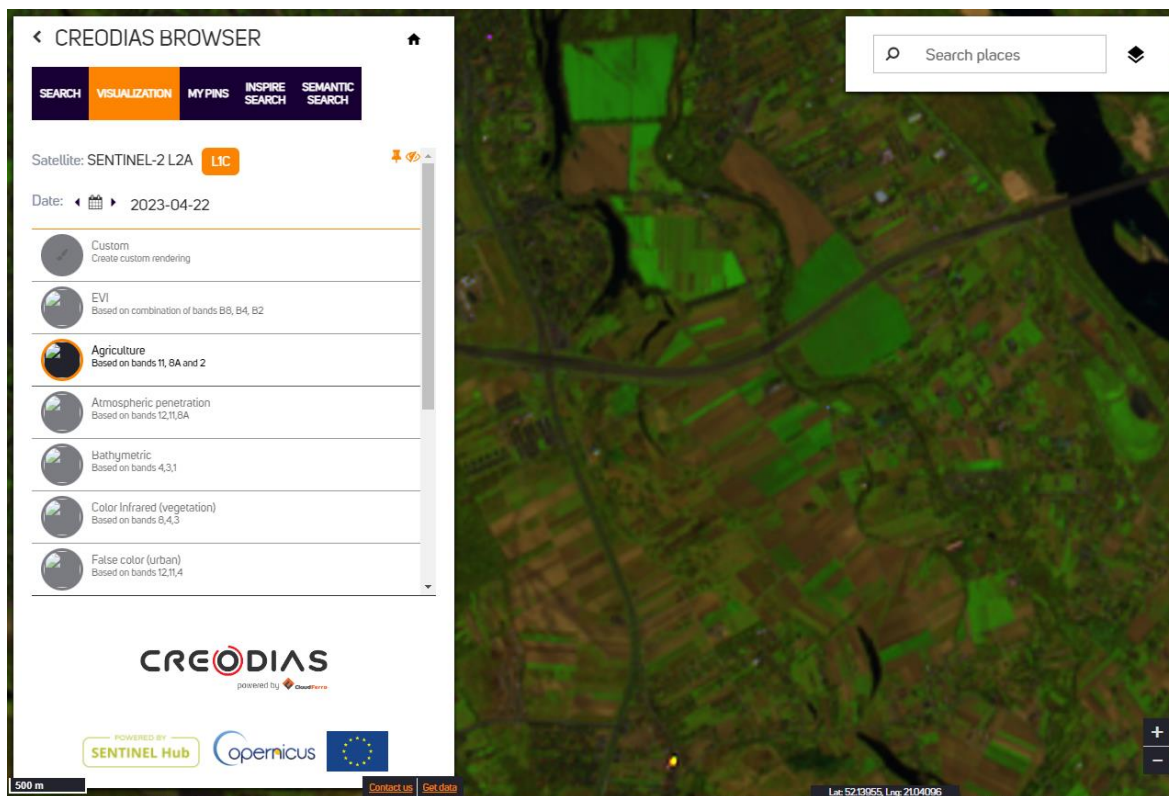 CREODIAS BROWSER
SEARCH
VISUALIZATION
MY PINS
INSPIRE
SEARCH
SEMANTIC
SEARCH
Search places
Satellite: SENTINEL-2 L2A L1C
Date: 2023-04-22
Custom
Create custom rendering
EVI
Based on combination of bands B8, B4, B2
Agriculture
Based on bands 11, 8A and 2
Atmospheric penetration
Based on bands 12,11,8A
Bathymetric
Based on bands 4,3,1
Color Infrared (vegetation)
Based on bands 8,4,3
False color (urban)
Based on bands 12,11,4
CREODIAS
powered by CloudFerro
POWERED BY
SENTINEL Hub
Copernicus
500 m
Contact us
Get data
Lat: 52.13955, Lng: 21.04096
+
−